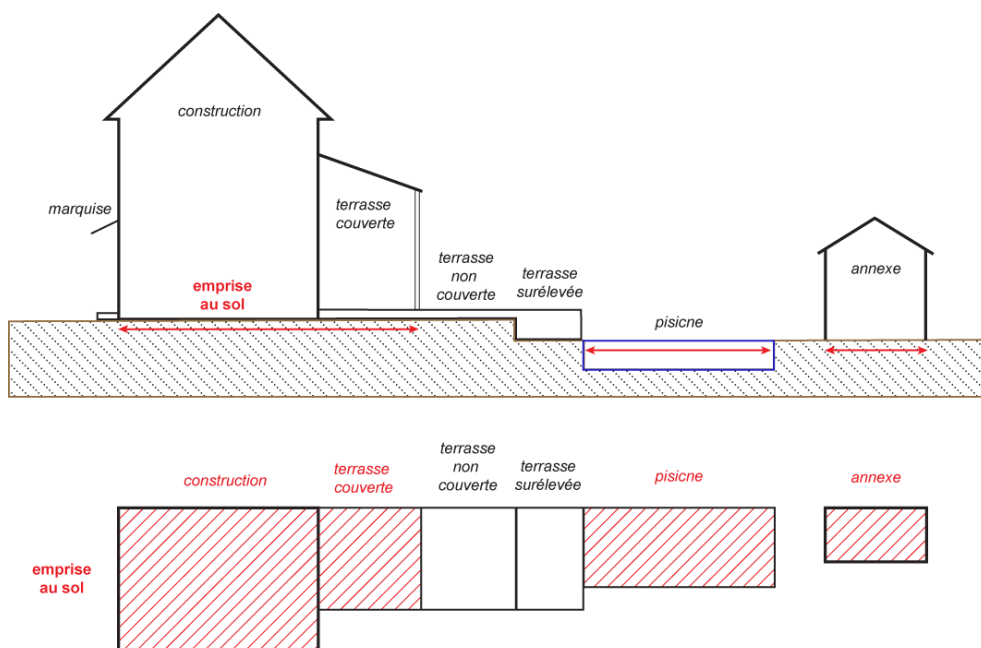 construction
marquise
terrasse
couverte
terrasse
non
couverte
terrasse
surélevée
annexe
emprise
au sol
pisicne
construction
terrasse
couverte
terrasse
non
couverte
terrasse
surélevée
pisicne
annexe
emprise
au sol